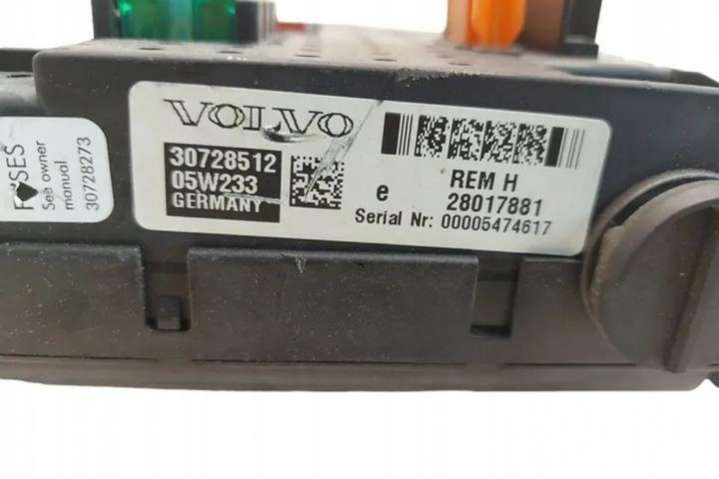 FUSES
See owner
manual
30728273
VOLVO
30728512
05W233
GERMANY
e
REM H
28017881
Serial Nr: 00005474617